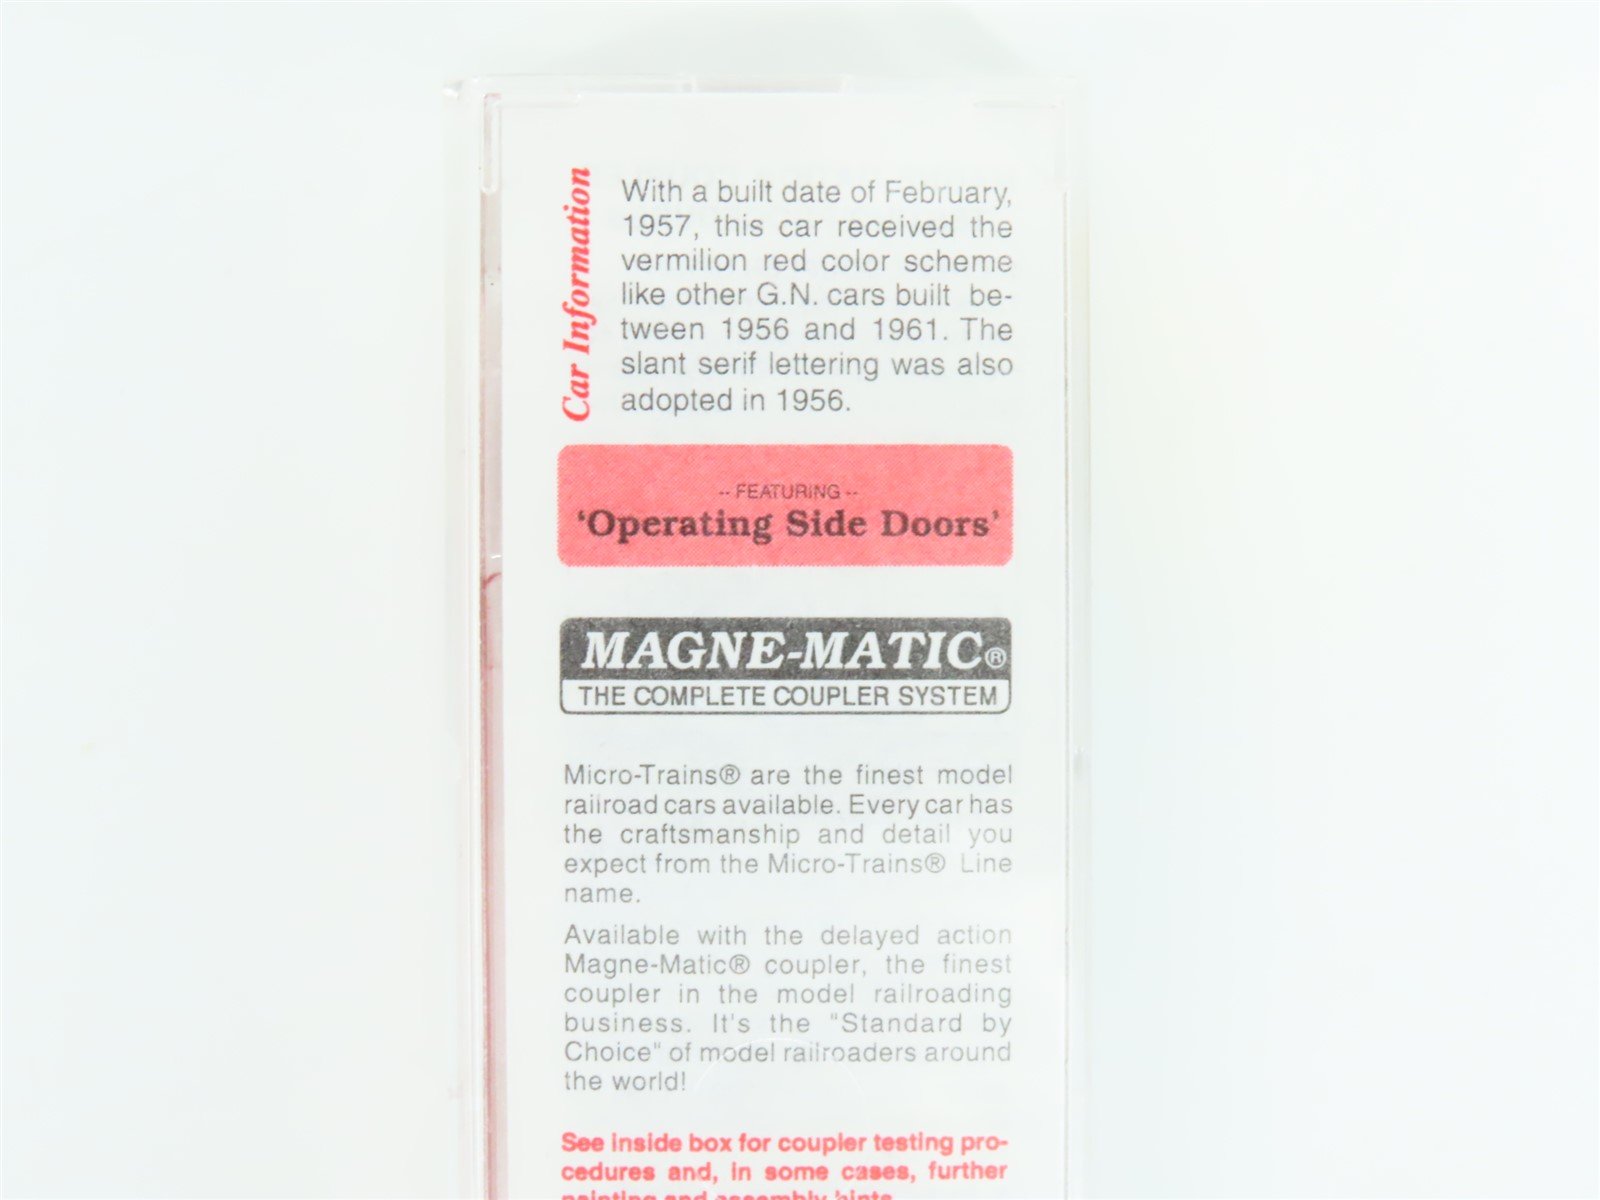 Car Information
With a built date of February,
1957, this car received the
vermilion red color scheme
like other G.N. cars built be-
tween 1956 and 1961. The
slant serif lettering was also
adopted in 1956.
-- FEATURING --
'Operating Side Doors'
MAGNE-MATIC®
THE COMPLETE COUPLER SYSTEM
Micro-Trains® are the finest model
railroad cars available. Every car has
the craftsmanship and detail you
expect from the Micro-Trains® Line
name.
Available with the delayed action
Magne-Matic® coupler, the finest
coupler in the model railroading
business. It's the "Standard by
Choice" of model railroaders around
the world!
See inside box for coupler testing pro-
cedures and, in some cases, further
painting and assembly hints.